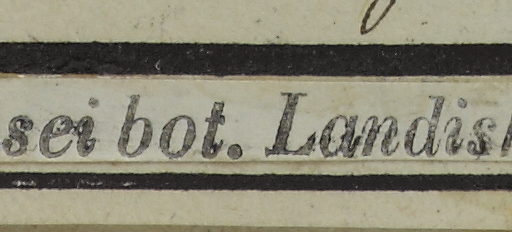 sei bot. Landis